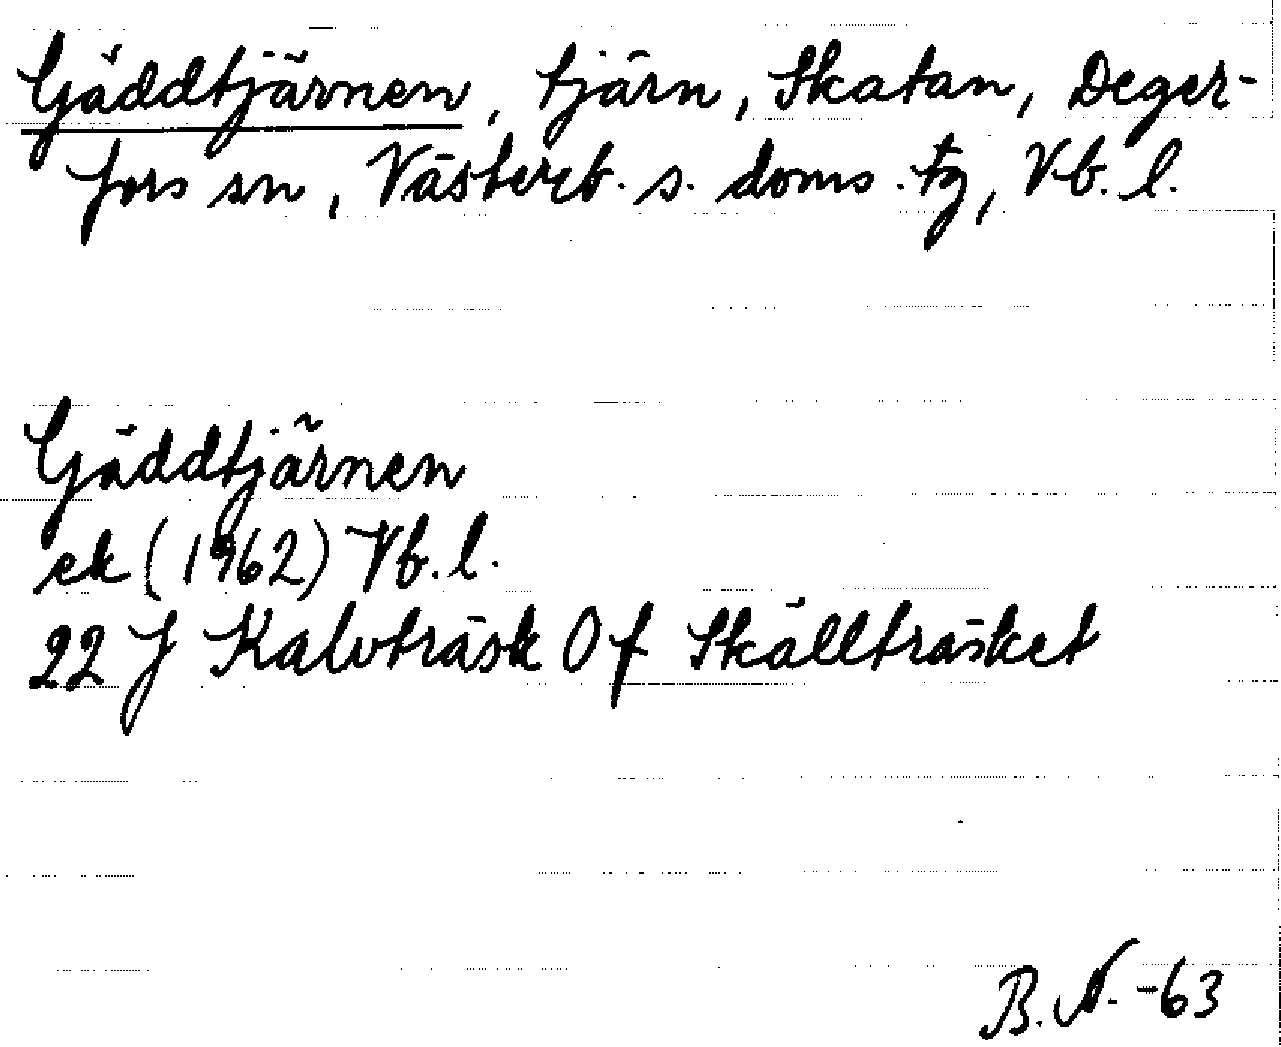 Gäddtjärnen, tjärn, Skatan, Deger-
fors sn, Västerb. s. doms. tg, Vb. l.
Gäddtjärnen
ek (1962) Vb. l.
22 J Kalvträsk 0 f Skällträsket
B. N. -63